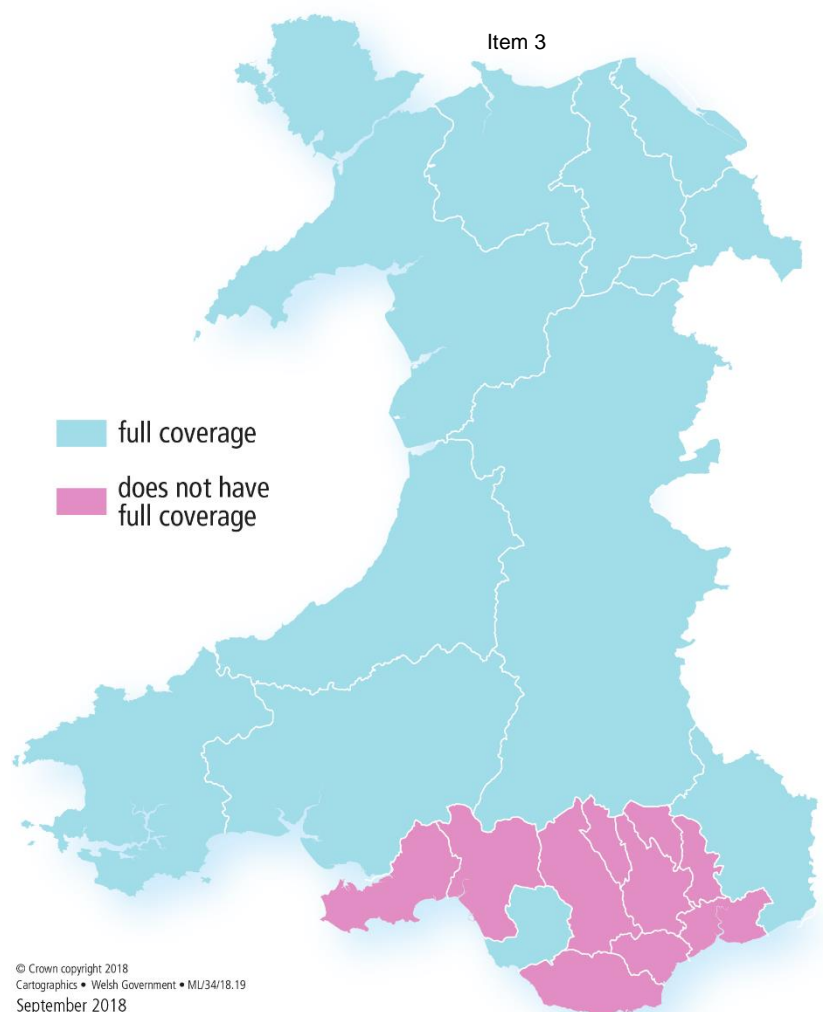 Item 3
full coverage
does not have
full coverage
© Crown copyright 2018
Cartographics • Welsh Government • ML/34/18.19
September 2018